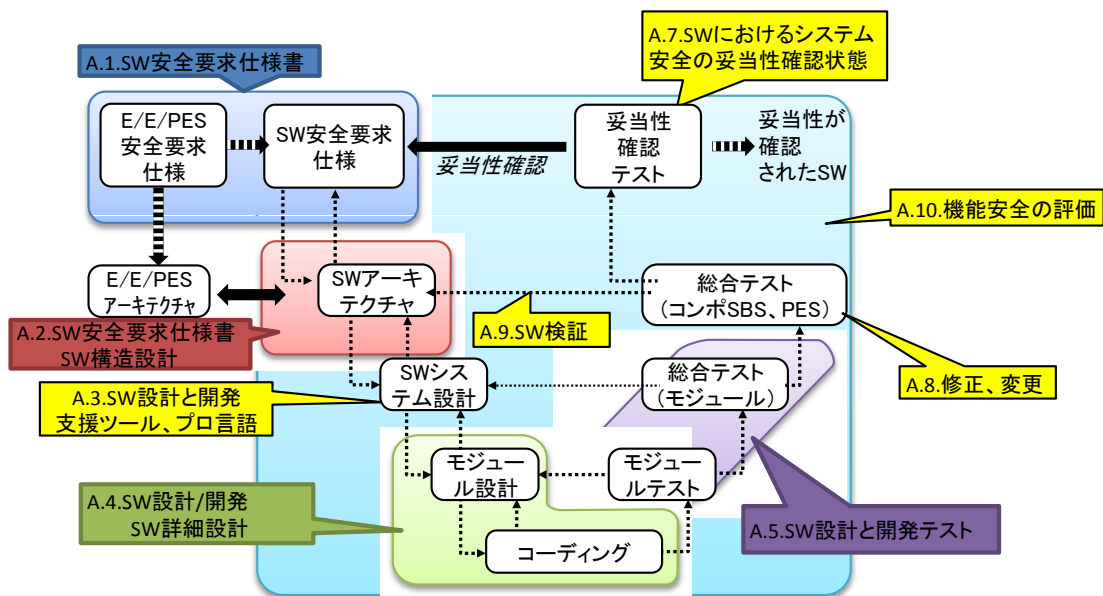 A.7.SWにおけるシステム
安全の妥当性確認状態
A.1.SW安全要求仕様書
E/E/PES
安全要求
仕様
SW安全要求
仕様
妥当性確認
妥当性
確認
テスト
妥当性が
確認
されたSW
A.10.機能安全の評価
E/E/PES
アーキテクチャ
SWアーキ
テクチャ
総合テスト
(コンポSBS、PES)
A.2.SW安全要求仕様書
SW構造設計
A.9.SW検証
A.8.修正、変更
A.3.SW設計と開発
支援ツール、プロ言語
SWシス
テム設計
総合テスト
(モジュール)
モジュ
ール設計
モジュ
ールテスト
A.4.SW設計/開発
SW詳細設計
コーディング
A.5.SW設計と開発テスト